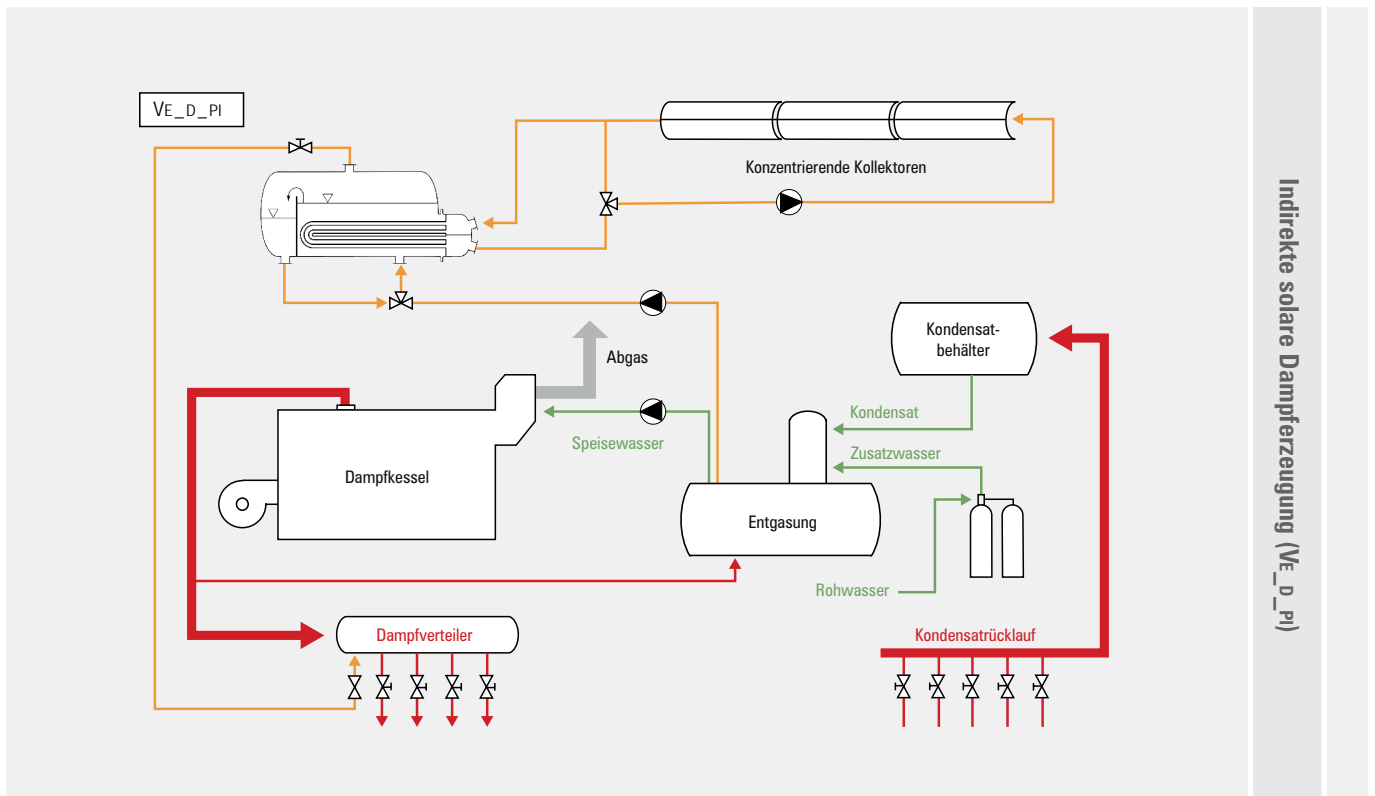 VE_D_PI
Konzentrierende Kollektoren
Kondensat-
behälter
Abgas
Kondensat
Speisewasser
Zusatzwasser
Dampfkessel
Entgasung
Rohwasser
Dampfverteiler
Kondensatrücklauf
Indirekte solare Dampferzeugung (VE_D_PI)